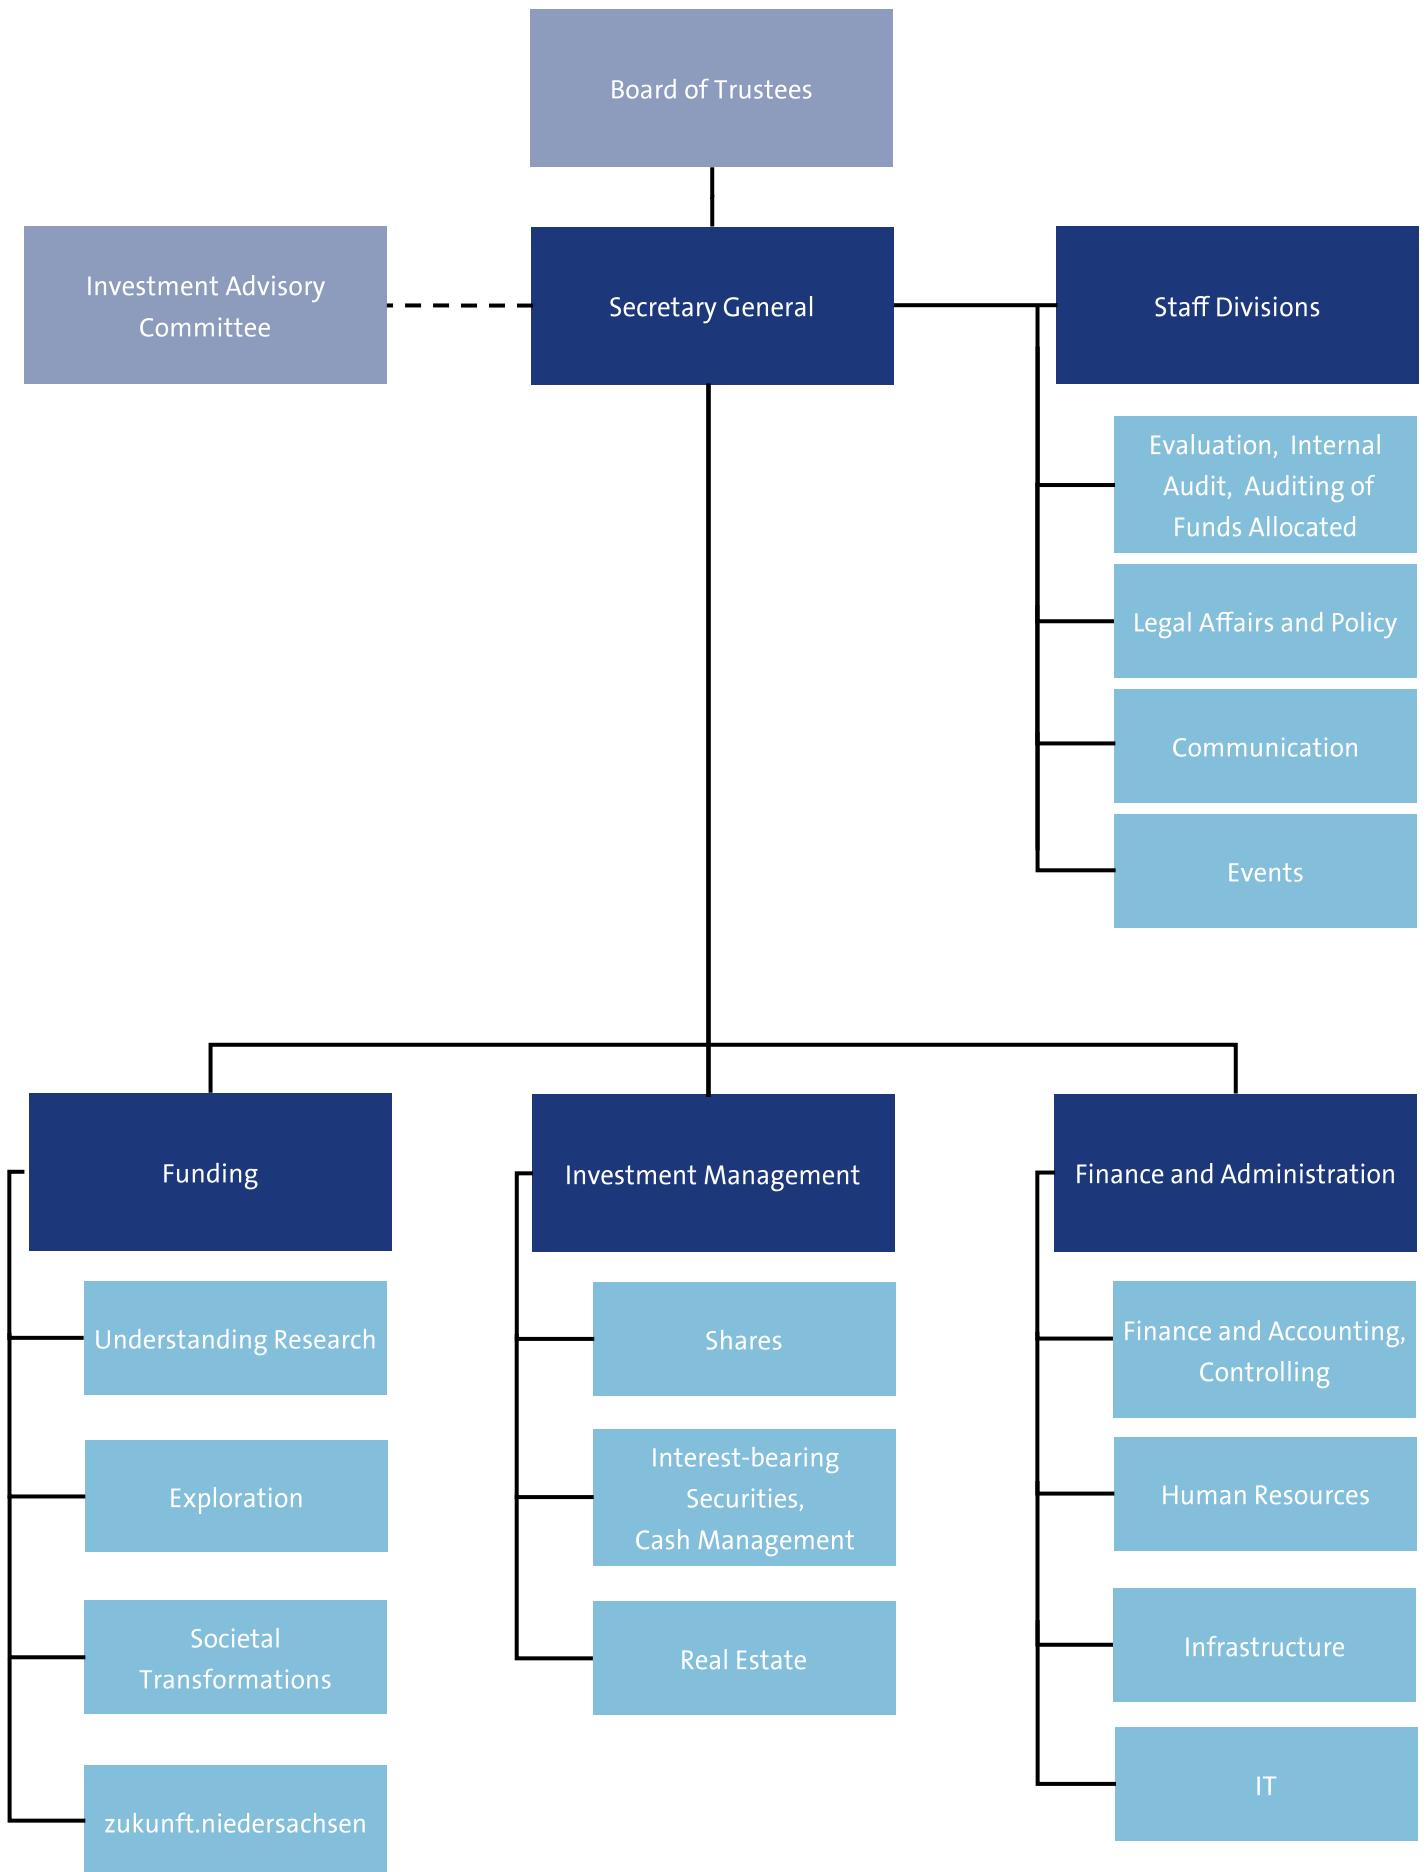 Board of Trustees
Investment Advisory
Committee
Secretary General
Staff Divisions
Evaluation, Internal
Audit, Auditing of
Funds Allocated
Legal Affairs and Policy
Communication
Events
Funding
Investment Management
Finance and Administration
Understanding Research
Exploration
Societal
Transformations
zukunft.niedersachsen
Shares
Interest-bearing
Securities,
Cash Management
Real Estate
Finance and Accounting,
Controlling
Human Resources
Infrastructure
IT